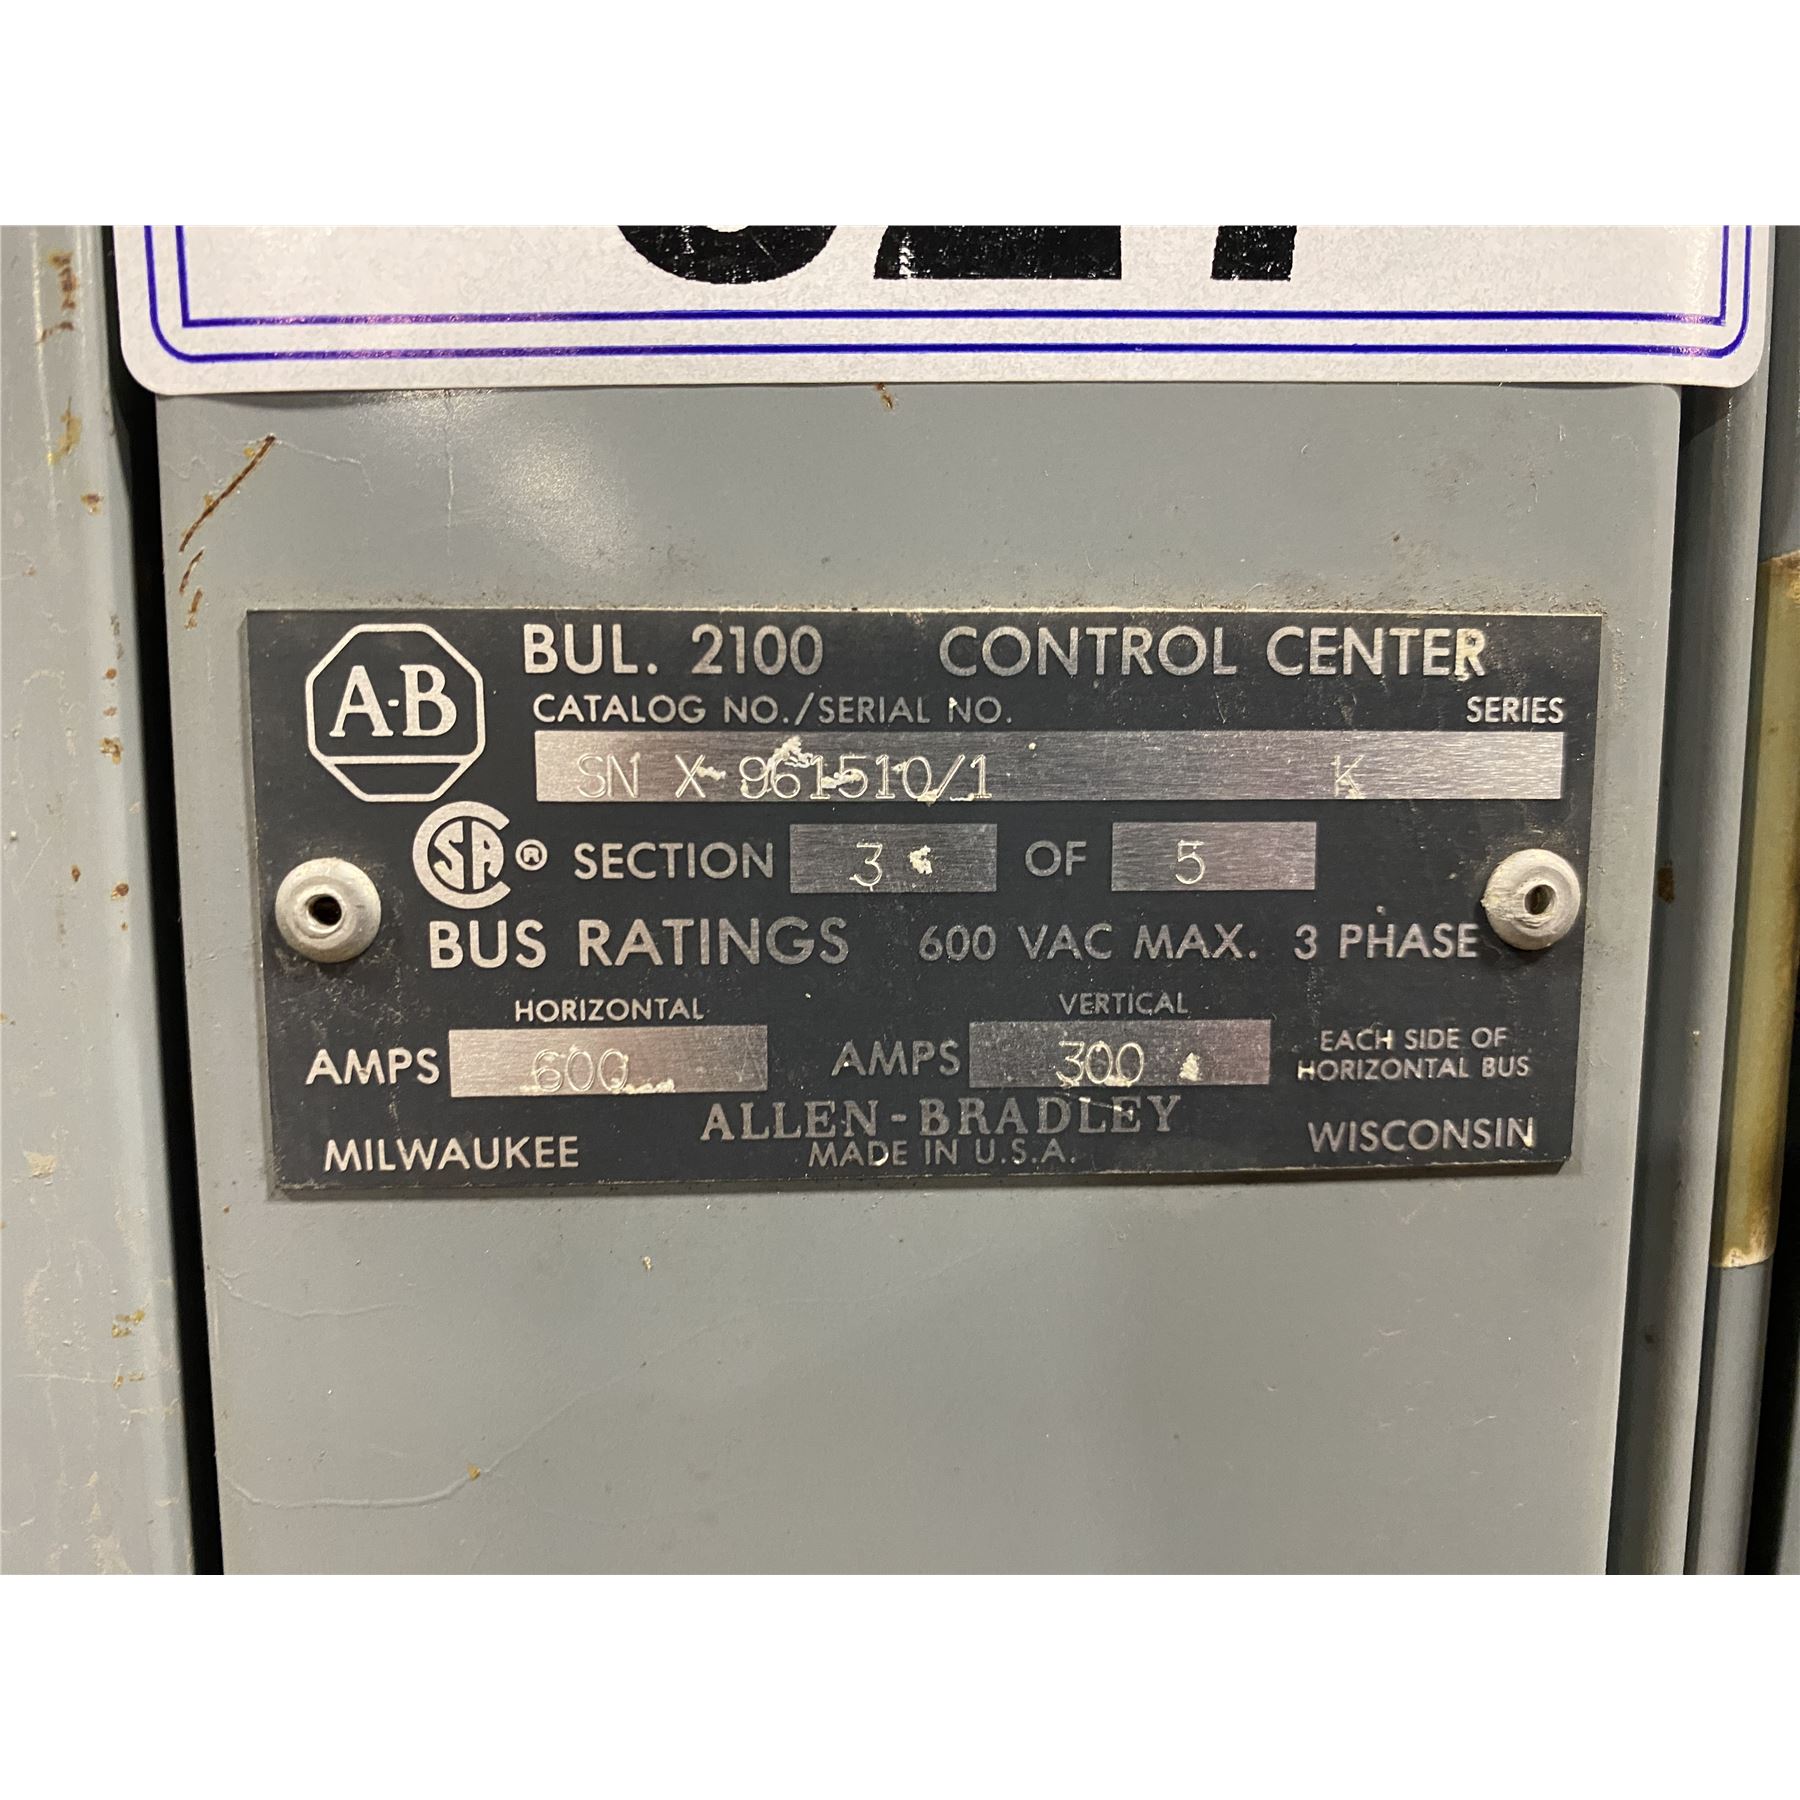 A-B
BUL. 2100 CONTROL CENTER
CATALOG NO./SERIAL NO. SERIES
SN X-961510/1 K
SA ® SECTION 3 OF 5
BUS RATINGS 600 VAC MAX. 3 PHASE
HORIZONTAL VERTICAL
AMPS 600 AMPS 300 EACH SIDE OF
HORIZONTAL BUS
ALLEN-BRADLEY
MILWAUKEE MADE IN U.S.A. WISCONSIN